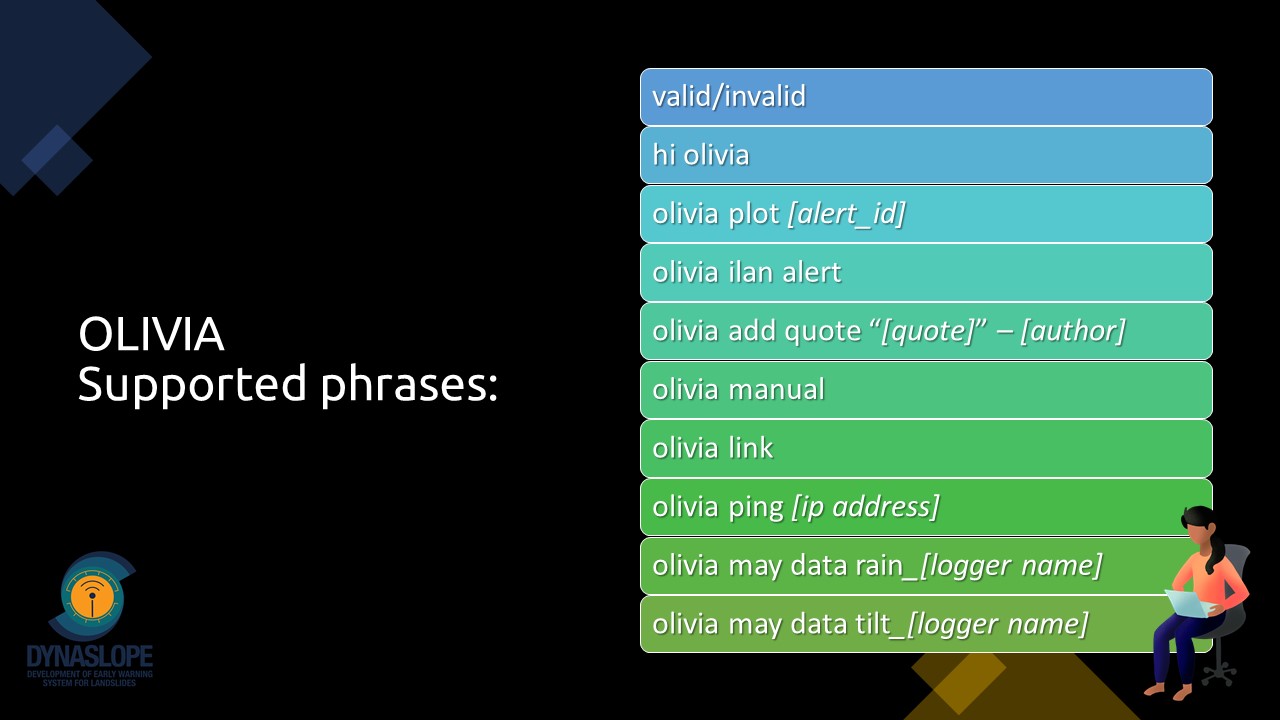 OLIVIA
Supported phrases:
valid/invalid
hi olivia
olivia plot [alert_id]
olivia ilan alert
olivia add quote “[quote]” – [author]
olivia manual
olivia link
olivia ping [ip address]
olivia may data rain_[logger name]
olivia may data tilt_[logger name]
DYNASLOPE
DEVELOPMENT OF EARLY WARNING
SYSTEM FOR LANDSLIDES